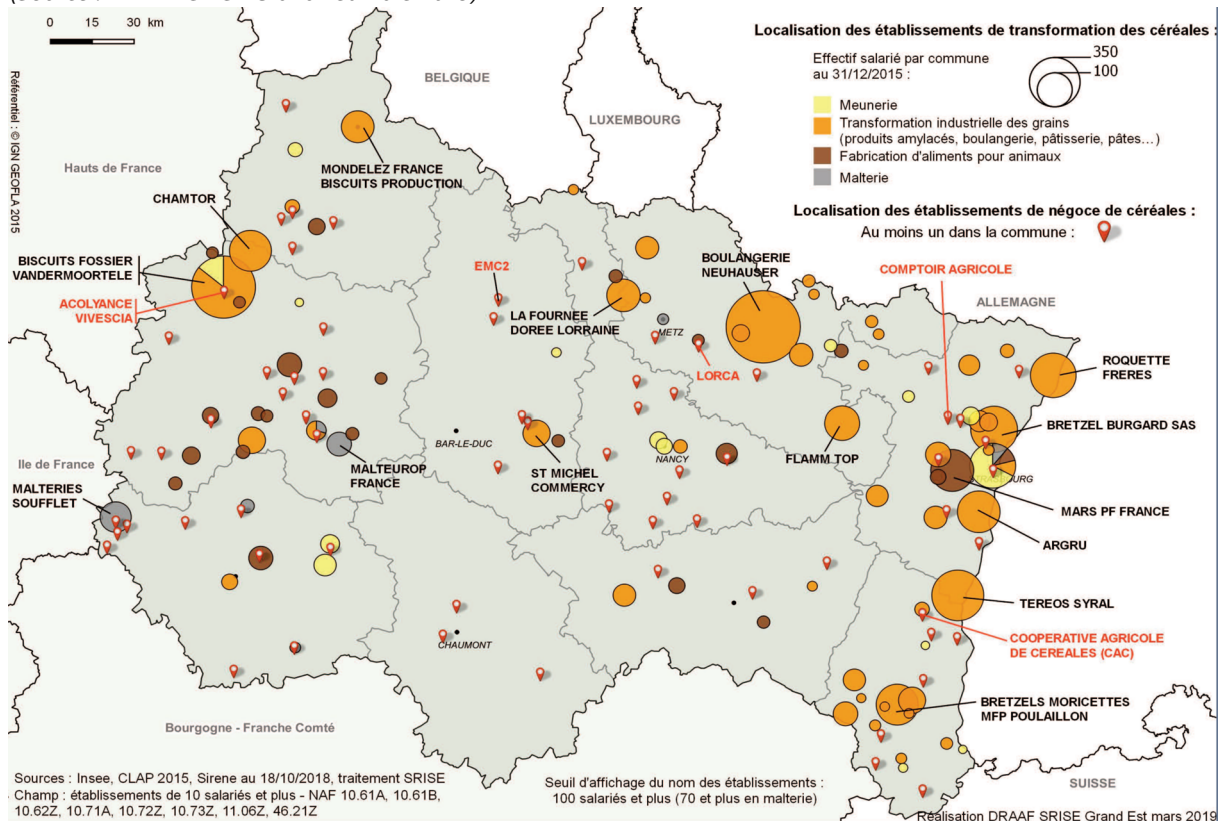 0 15 30 km
Référentiel : © IGN GEOFLA 2015
BELGIQUE
LUXEMBOURG
Hauts de France
ALLEMAGNE
Ile de France
Bourgogne - Franche Comté
SUISSE
Localisation des établissements de transformation des céréales :
Effectif salarié par commune
au 31/12/2015 :
350
100
Meunerie
Transformation industrielle des grains
(produits amylacés, boulangerie, pâtisserie, pâtes...)
Fabrication d'aliments pour animaux
Malterie
Localisation des établissements de négoce de céréales :
Au moins un dans la commune :
MONDELEZ FRANCE
BISCUITS PRODUCTION
CHAMTOR
BISCUITS FOSSIER
VANDERMOORTELE
ACOLYANCE
VIVESCIA
EMC2
LA FOURNEE
DOREE LORRAINE
BOULANGERIE
NEUHAUSER
METZ
LORCA
COMPTOIR AGRICOLE
ROQUETTE
FRERES
BRETZEL BURGARD SAS
BAR-LE-DUC
ST MICHEL
COMMERCY
NANCY
FLAMM TOP
MALTEUROP
FRANCE
MALTERIES
SOUFFLET
MARS PF FRANCE
ARGRU
TEREOS SYRAL
COOPERATIVE AGRICOLE
DE CEREALES (CAC)
CHAUMONT
BRETZELS MORICETTES
MFP POULAILLON
Sources : Insee, CLAP 2015, Sirene au 18/10/2018, traitement SRISE
Champ : établissements de 10 salariés et plus - NAF 10.61A, 10.61B,
10.62Z, 10.71A, 10.72Z, 10.73Z, 11.06Z, 46.21Z
Seuil d'affichage du nom des établissements :
100 salariés et plus (70 et plus en malterie)
Réalisation DRAAF SRISE Grand Est mars 2019